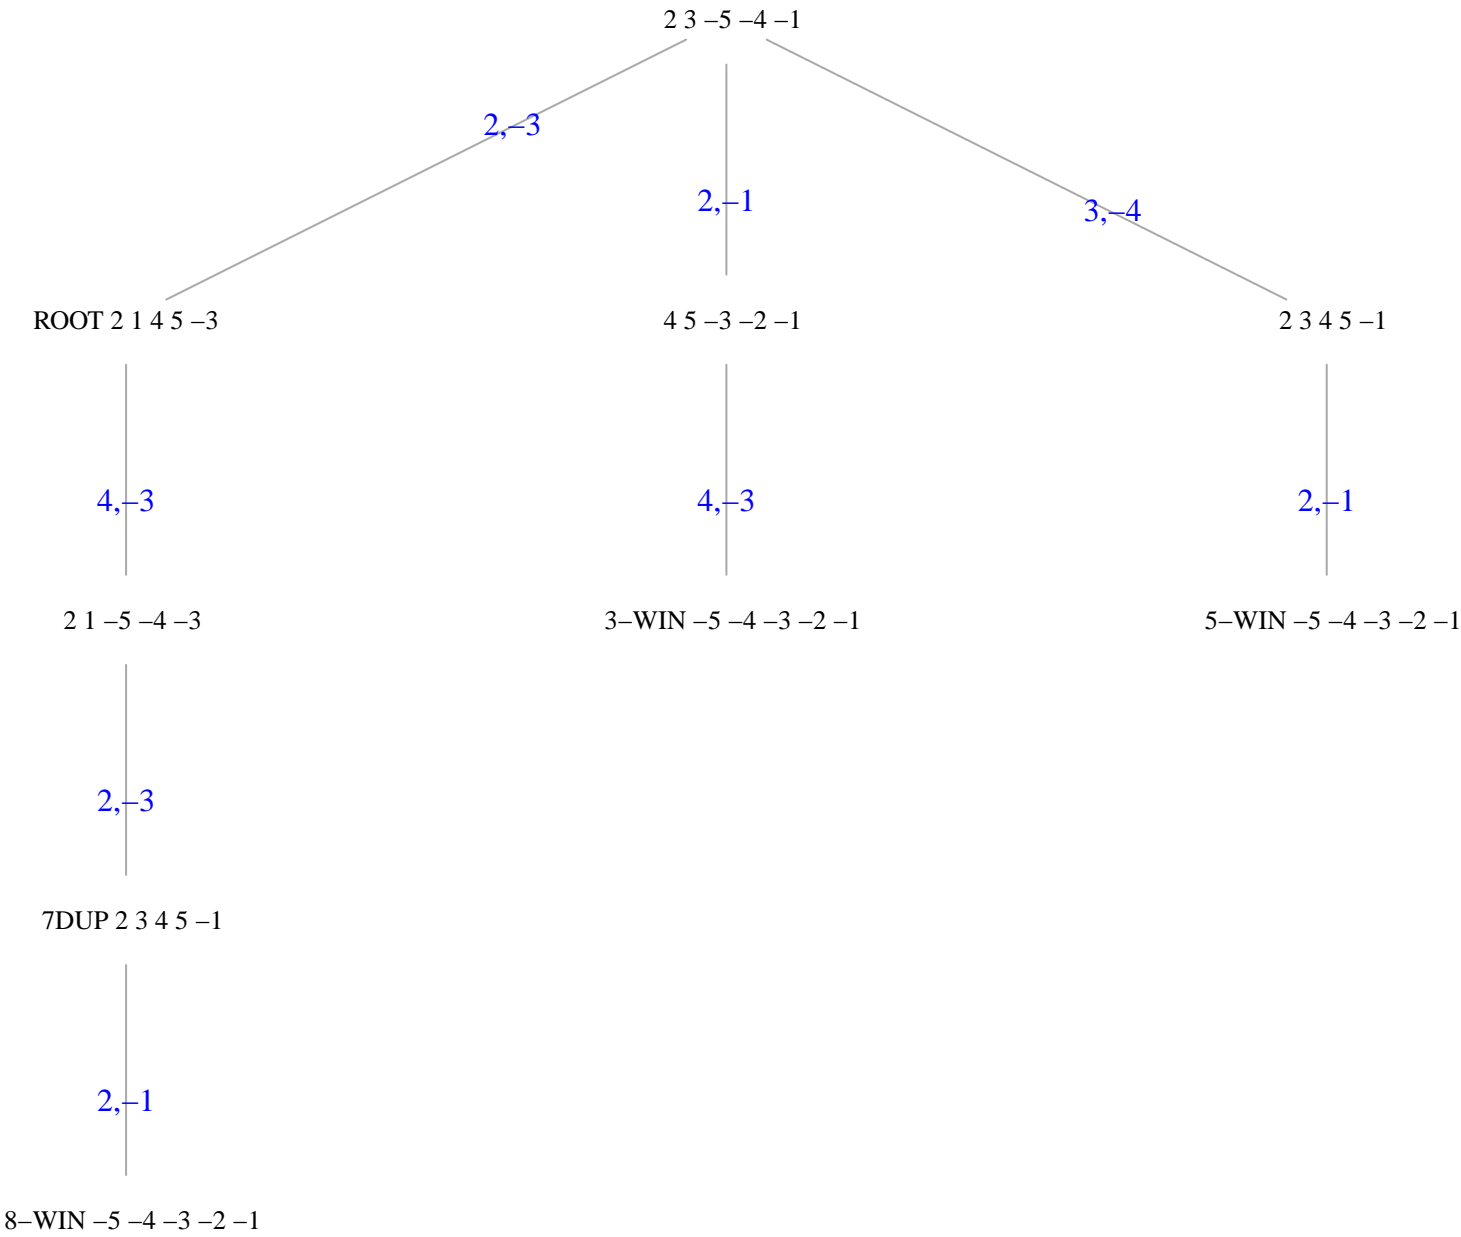 2 3 –5 –4 –1
2,–3
2,–1
3,–4
ROOT 2 1 4 5 –3
4 5 –3 –2 –1
2 3 4 5 –1
4,–3
4,–3
2,–1
2 1 –5 –4 –3
3–WIN –5 –4 –3 –2 –1
5–WIN –5 –4 –3 –2 –1
2,–3
7DUP 2 3 4 5 –1
2,–1
8–WIN –5 –4 –3 –2 –1